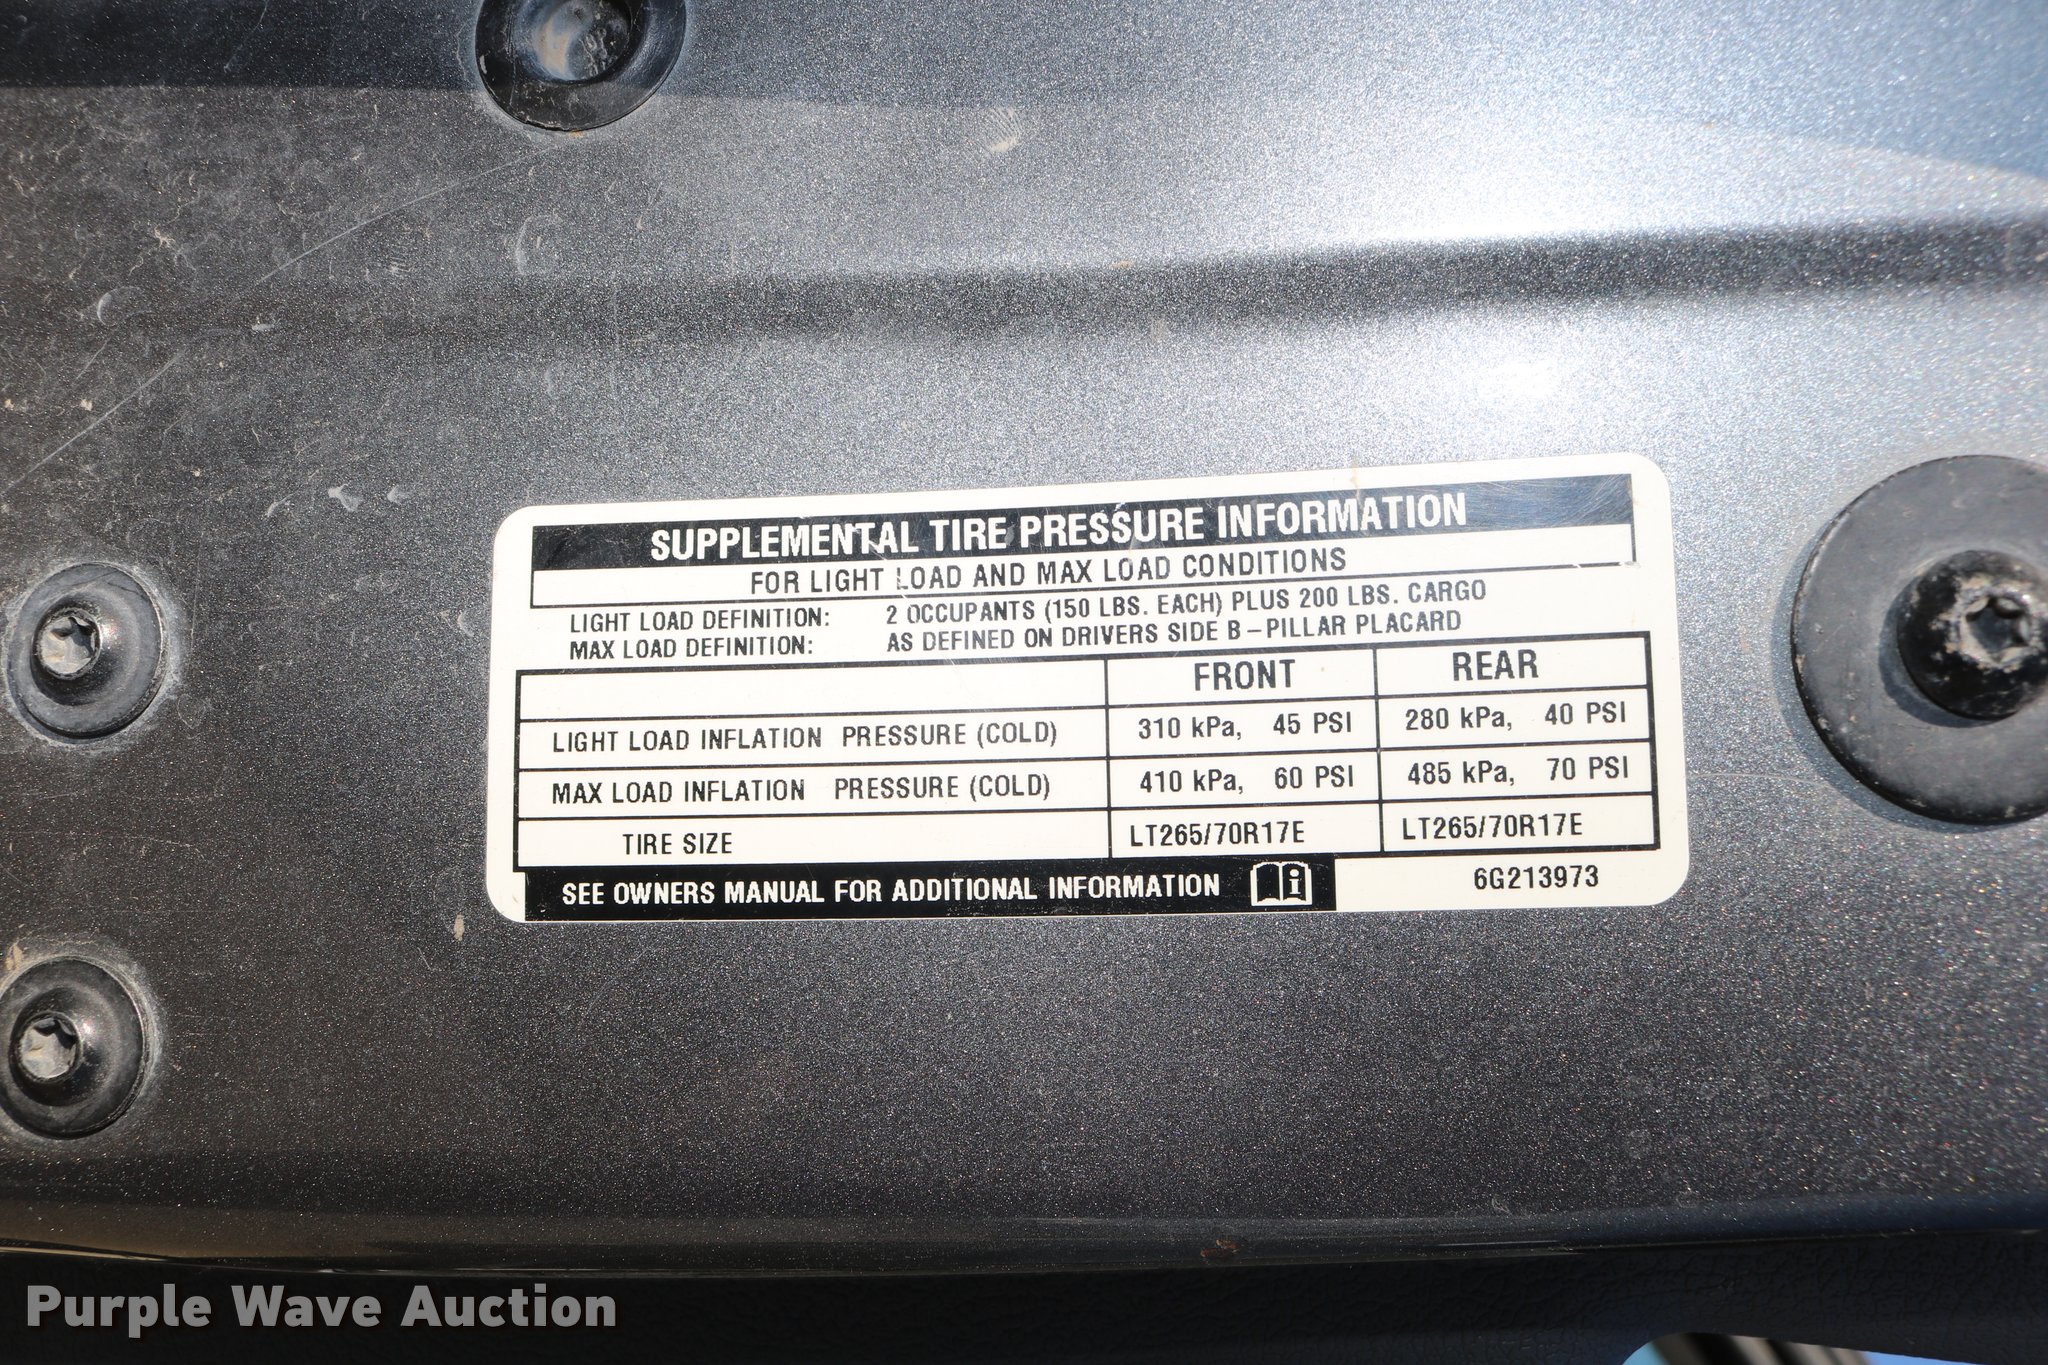 SUPPLEMENTAL TIRE PRESSURE INFORMATION
FOR LIGHT LOAD AND MAX LOAD CONDITIONS
LIGHT LOAD DEFINITION: 2 OCCUPANTS (150 LBS. EACH) PLUS 200 LBS. CARGO
MAX LOAD DEFINITION: AS DEFINED ON DRIVERS SIDE B-PILLAR PLACARD
FRONT REAR
LIGHT LOAD INFLATION PRESSURE (COLD) 310 kPa, 45 PSI 280 kPa, 40 PSI
MAX LOAD INFLATION PRESSURE (COLD) 410 kPa, 60 PSI 485 kPa, 70 PSI
TIRE SIZE LT265/70R17E LT265/70R17E
SEE OWNERS MANUAL FOR ADDITIONAL INFORMATION i 6G213973
Purple Wave Auction